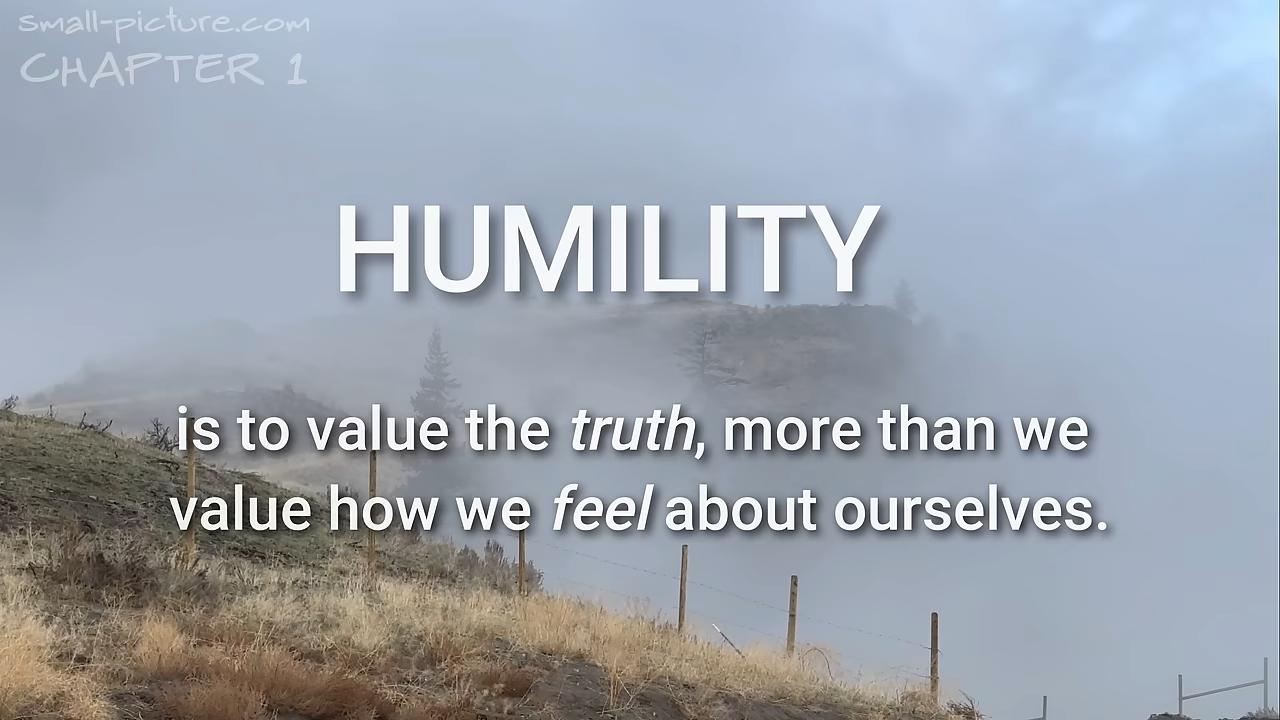 small-picture.com
CHAPTER 1
HUMILITY
is to value the truth, more than we
value how we feel about ourselves.